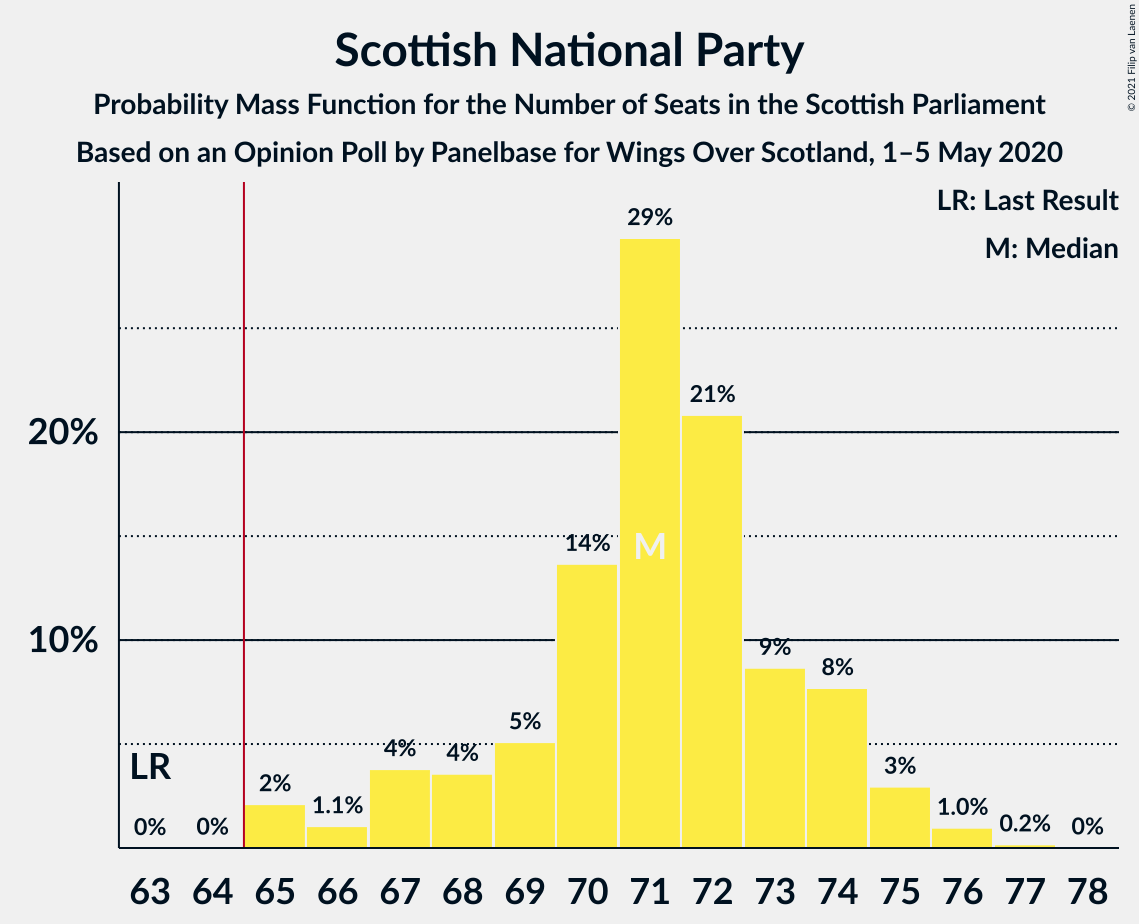 Scottish National Party
Probability Mass Function for the Number of Seats in the Scottish Parliament
Based on an Opinion Poll by Panelbase for Wings Over Scotland, 1–5 May 2020
© 2021 Filip van Laenen
LR: Last Result
M: Median
29%
21%
20%
14%
M
10%
9%
8%
5%
4%
4%
LR
3%
2%
1.1%
1.0%
0.2%
0%
0%
0%
63 64 65 66 67 68 69 70 71 72 73 74 75 76 77 78